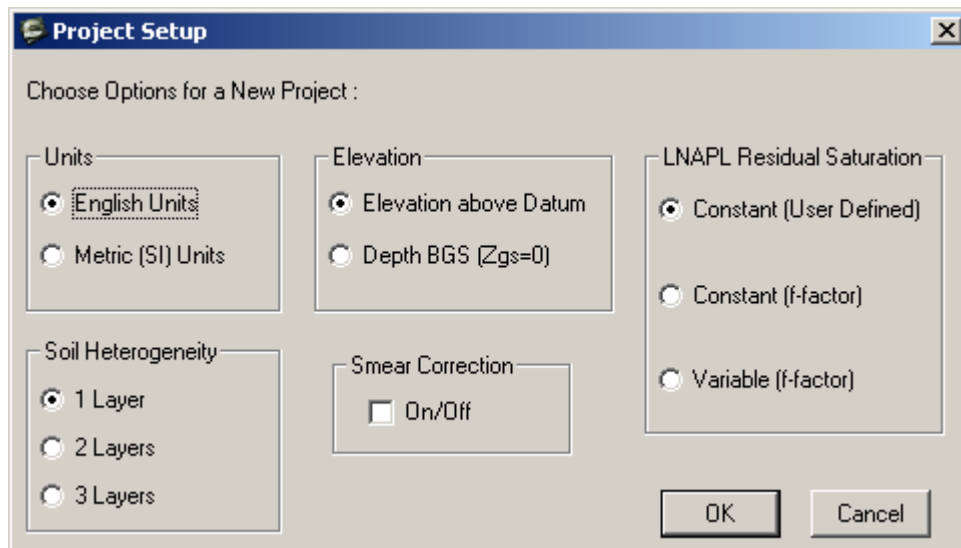 Project Setup
Choose Options for a New Project :
Units
English Units
Metric (SI) Units
Elevation
Elevation above Datum
Depth BGS (Zgs=0)
LNAPL Residual Saturation
Constant (User Defined)
Constant (f-factor)
Variable (f-factor)
Soil Heterogeneity
1 Layer
2 Layers
3 Layers
Smear Correction
On/Off
OK
Cancel